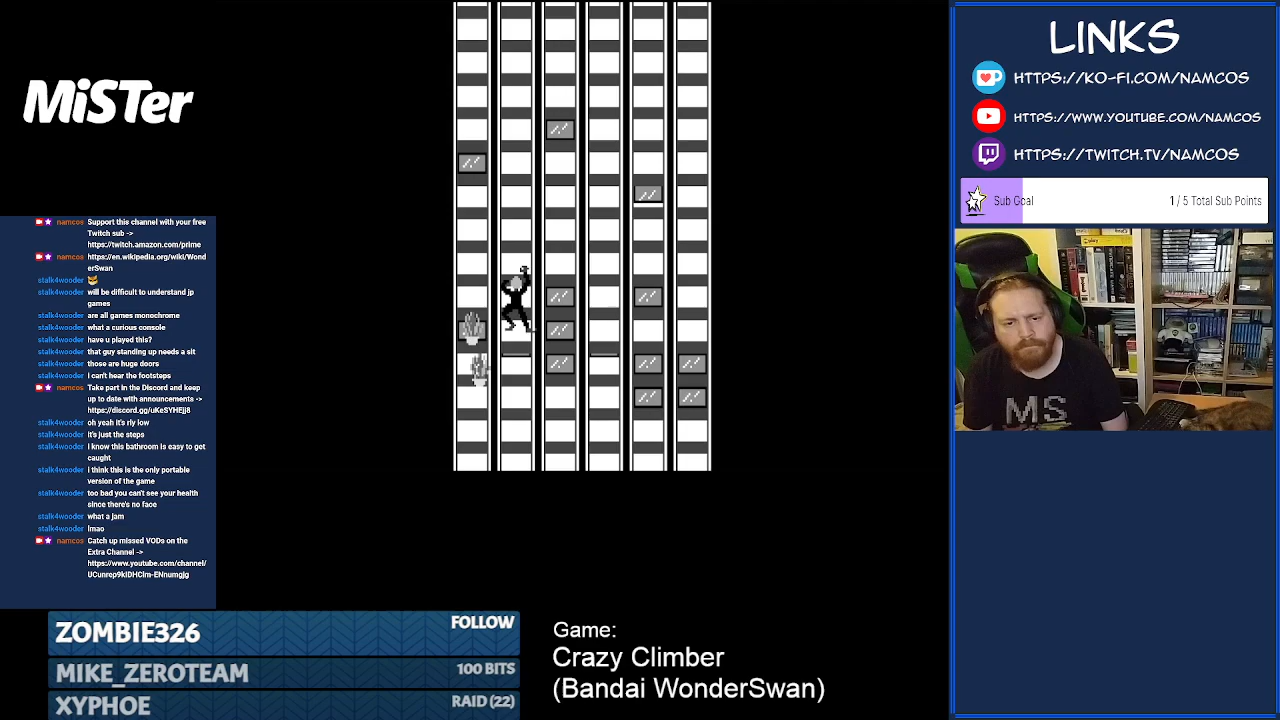 MiSTer
namcos Support this channel with your free
Twitch sub ->
https://twitch.amazon.com/prime
namcos https://en.wikipedia.org/wiki/Wond
erSwan
stalk4wooder
stalk4wooder will be difficult to understand jp
games
stalk4wooder are all games monochrome
stalk4wooder what a curious console
stalk4wooder have u played this?
stalk4wooder that guy standing up needs a sit
stalk4wooder those are huge doors
stalk4wooder I can't hear the footsteps
namcos Take part in the Discord and keep
up to date with announcements ->
https://discord.gg/uKeSYHEjj8
stalk4wooder oh yeah it's rly low
stalk4wooder it's just the steps
stalk4wooder I know this bathroom is easy to get
caught
stalk4wooder I think this is the only portable
version of the game
stalk4wooder too bad you can't see your health
since there's no face
stalk4wooder what a jam
stalk4wooder lmao
namcos Catch up missed VODs on the
Extra Channel ->
https://www.youtube.com/channel/
ZOMBIE326 FOLLOW
MIKE_ZEROTEAM 100 BITS
XYPHOE RAID (22)
Game:
Crazy Climber
(Bandai WonderSwan)
LINKS
HTTPS://KO-FI.COM/NAMCOS
HTTPS://WWW.YOUTUBE.COM/NAMCOS
HTTPS://TWITCH.TV/NAMCOS
Sub Goal 1 / 5 Total Sub Points
MS